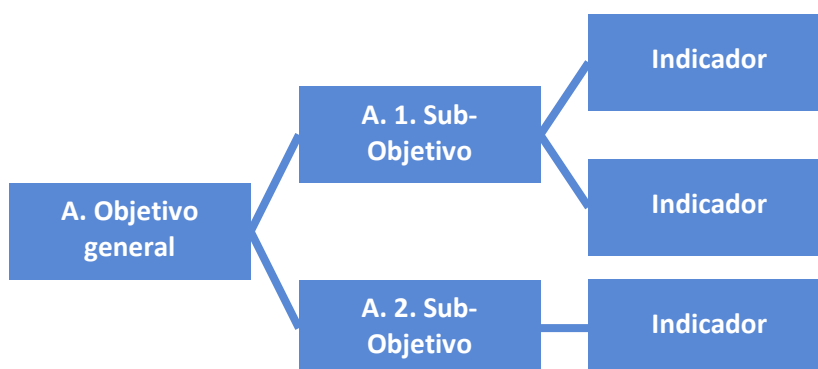 A. Objetivo
general
A. 1. Sub-
Objetivo
Indicador
Indicador
A. 2. Sub-
Objetivo
Indicador